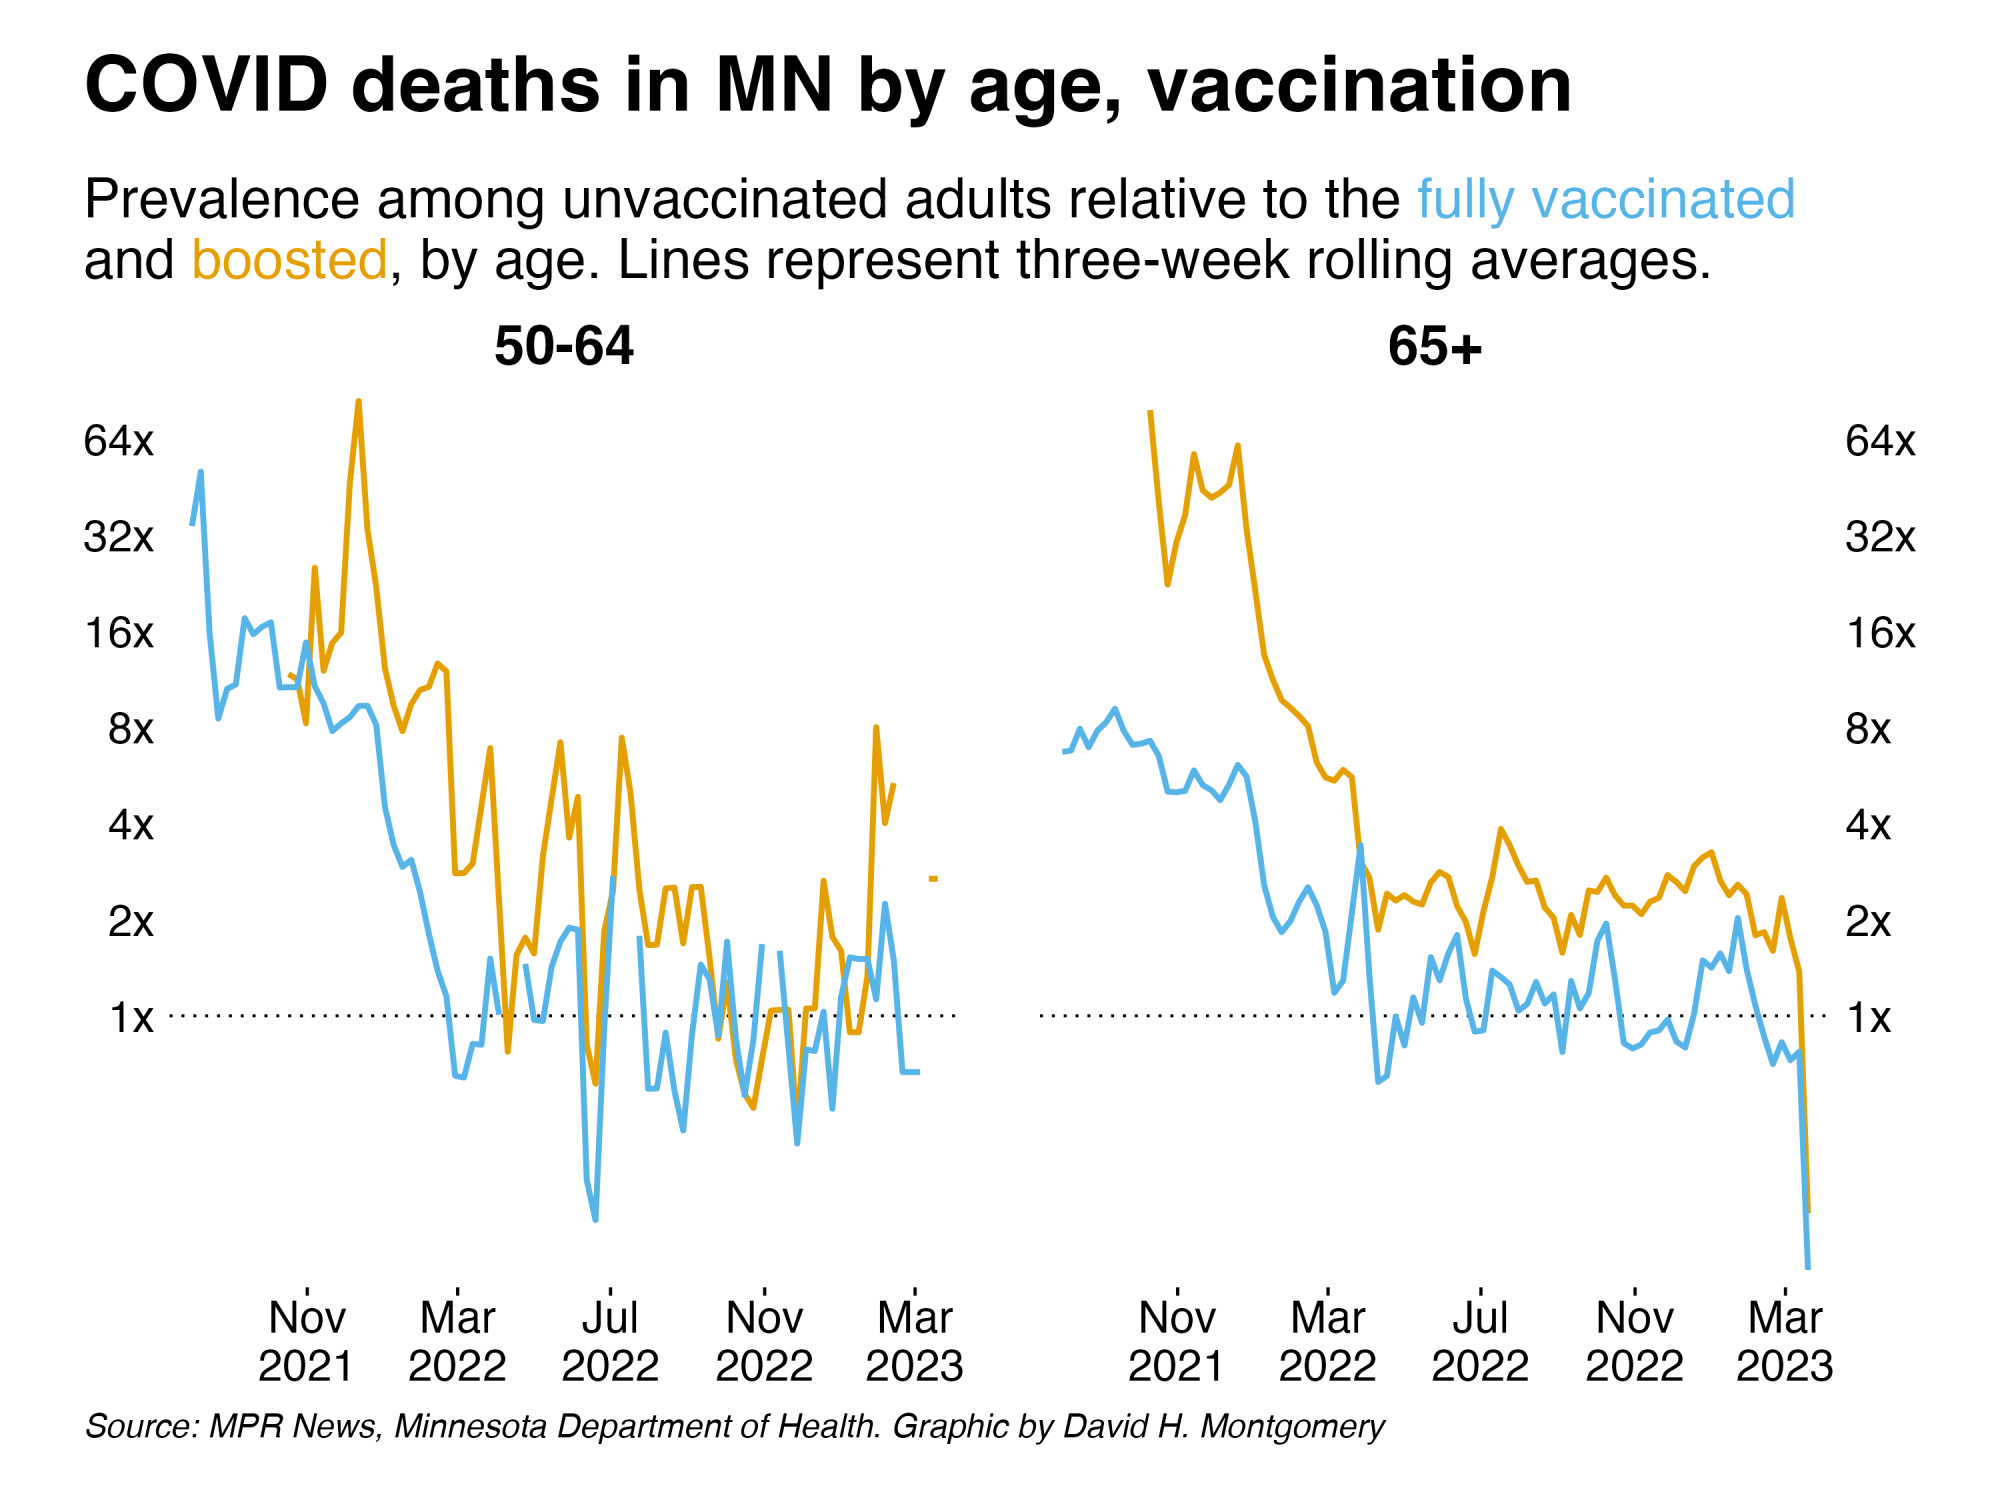 COVID deaths in MN by age, vaccination
Prevalence among unvaccinated adults relative to the fully vaccinated
and boosted, by age. Lines represent three-week rolling averages.
50-64
65+
64x
32x
16x
8x
4x
2x
1x
64x
32x
16x
8x
4x
2x
1x
Nov Mar Jul Nov Mar
2021 2022 2022 2022 2023
Nov Mar Jul Nov Mar
2021 2022 2022 2022 2023
Source: MPR News, Minnesota Department of Health. Graphic by David H. Montgomery